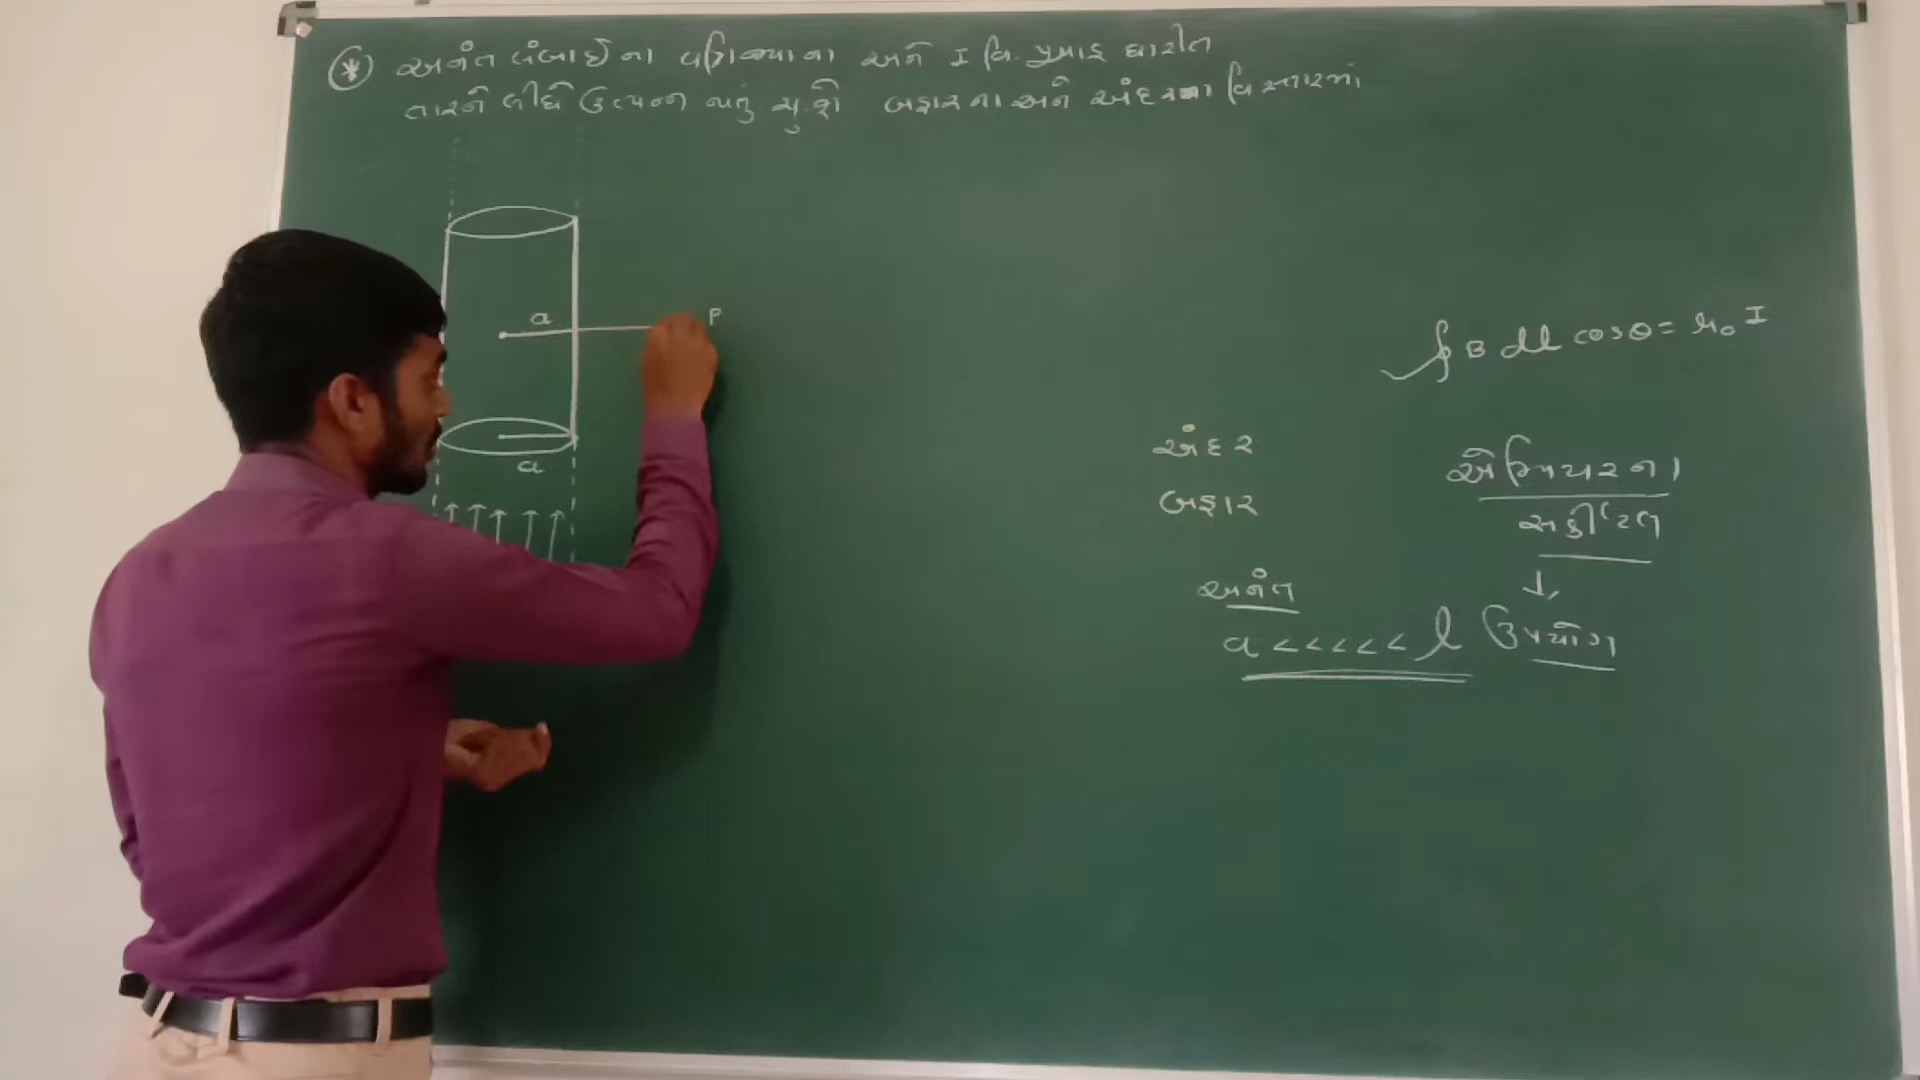 * અનંત લંબાઈ ના a ત્રિજ્યાના અને I વિ. પ્રવાહ ધારીત
તારને લીધે ઉત્પન્ન થતું ચુ.ક્ષે બહારના અને અંદરના વિસ્તારમાં
a
P
a
∮ B dl cosθ = μ₀ I
અંદર
બહાર
એમ્પિયરના
સર્કીટલ
↓
ઉપયોગ
અનંત
a <<<<< l